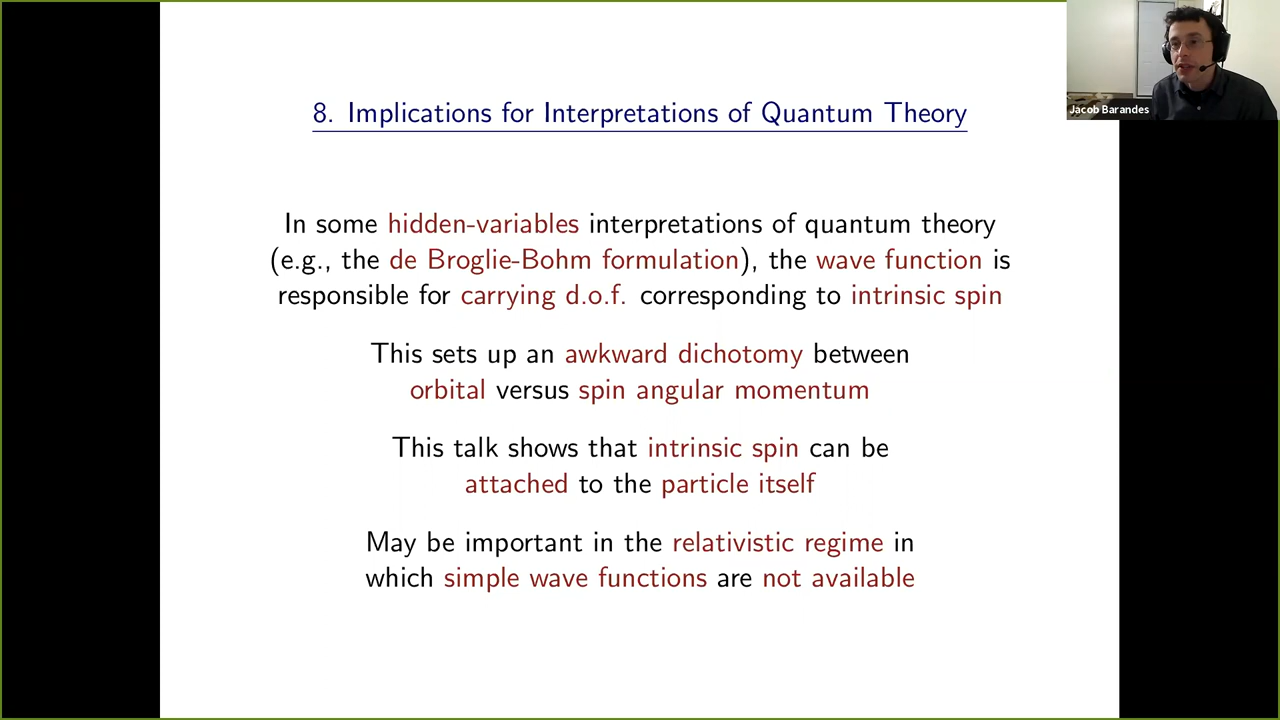 Jacob Barandes
8. Implications for Interpretations of Quantum Theory
In some hidden-variables interpretations of quantum theory
(e.g., the de Broglie-Bohm formulation), the wave function is
responsible for carrying d.o.f. corresponding to intrinsic spin
This sets up an awkward dichotomy between
orbital versus spin angular momentum
This talk shows that intrinsic spin can be
attached to the particle itself
May be important in the relativistic regime in
which simple wave functions are not available